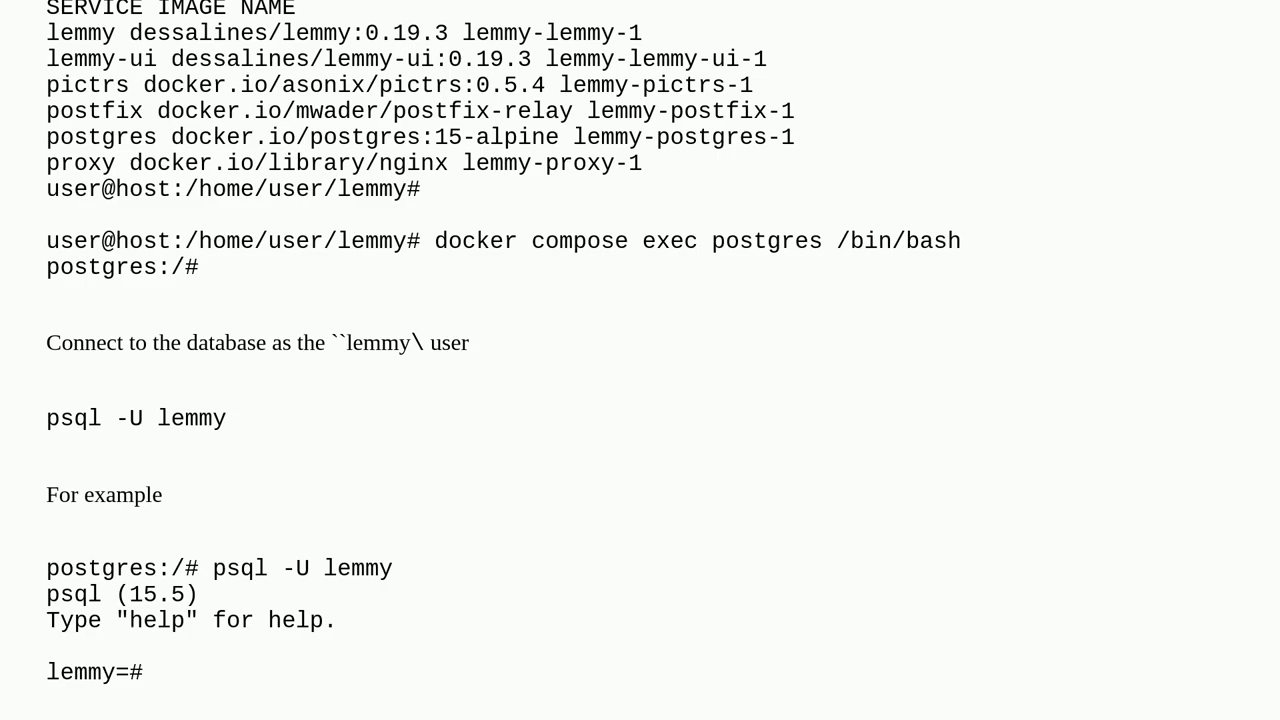 SERVICE IMAGE NAME
lemmy dessalines/lemmy:0.19.3 lemmy-lemmy-1
lemmy-ui dessalines/lemmy-ui:0.19.3 lemmy-lemmy-ui-1
pictrs docker.io/asonix/pictrs:0.5.4 lemmy-pictrs-1
postfix docker.io/mwader/postfix-relay lemmy-postfix-1
postgres docker.io/postgres:15-alpine lemmy-postgres-1
proxy docker.io/library/nginx lemmy-proxy-1
user@host:/home/user/lemmy#
user@host:/home/user/lemmy# docker compose exec postgres /bin/bash
postgres:/#
Connect to the database as the ``lemmy\ user
psql -U lemmy
For example
postgres:/# psql -U lemmy
psql (15.5)
Type "help" for help.
lemmy=#